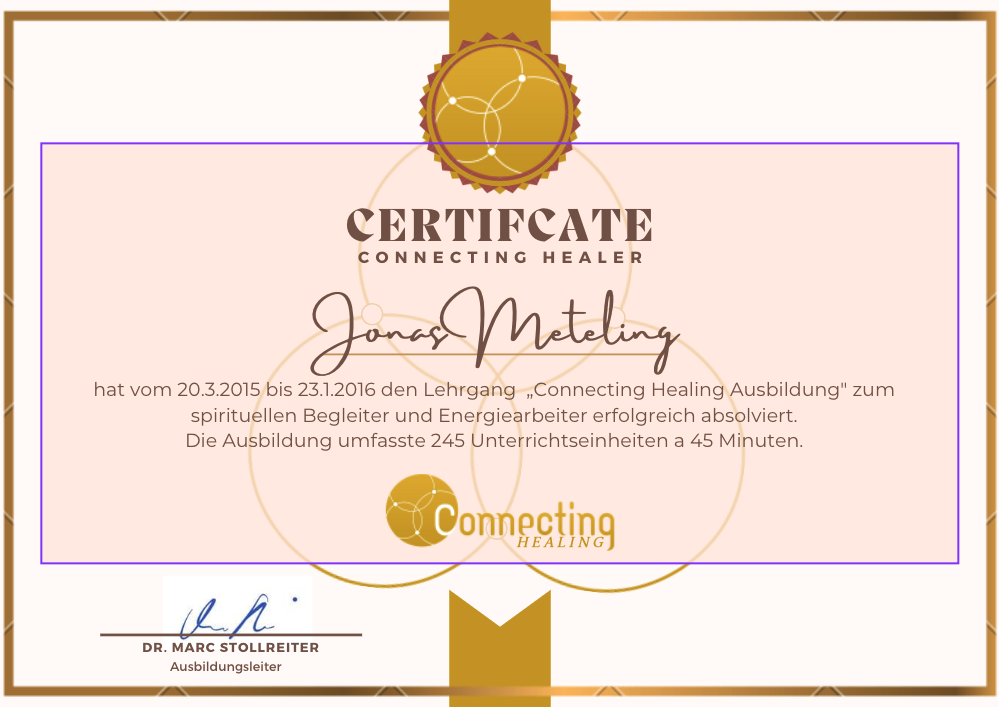 CERTIFCATE
CONNECTING HEALER
Jonas Meteling
hat vom 20.3.2015 bis 23.1.2016 den Lehrgang „Connecting Healing Ausbildung" zum
spirituellen Begleiter und Energiearbeiter erfolgreich absolviert.
Die Ausbildung umfasste 245 Unterrichtseinheiten a 45 Minuten.
Connecting
HEALING
DR. MARC STOLLREITER
Ausbildungsleiter